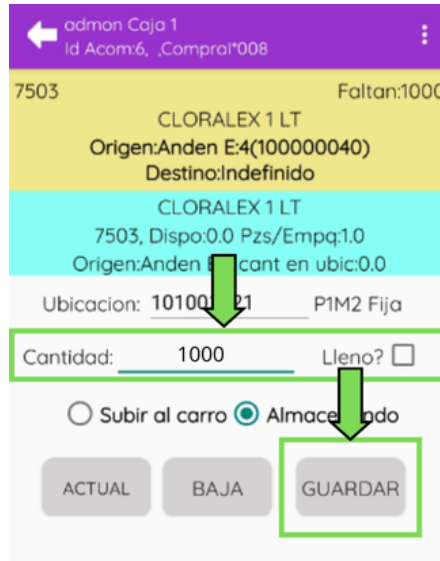 admon Caja 1
Id Acom:6, ,Compral*008
7503 Faltan:1000
CLORALEX 1 LT
Origen:Anden E:4(100000040)
Destino:Indefinido
CLORALEX 1 LT
7503, Dispo:0.0 Pzs/Empq:1.0
Origen:Anden cant en ubic:0.0
Ubicacion: P1M2 Fija
Cantidad: 1000 Lleno?
Subir al carro
ACTUAL BAJA GUARDAR